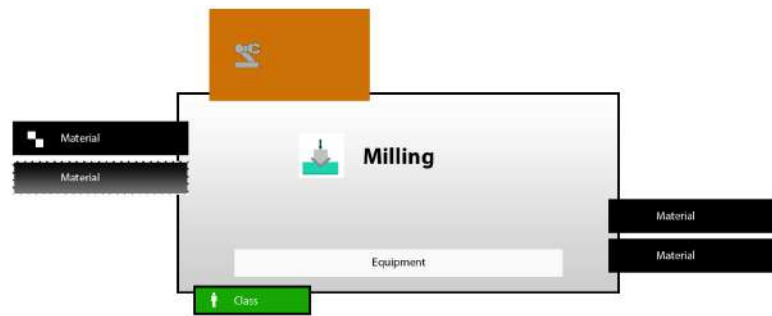 Material
Milling
Material
Material
Material
Equipment
Class